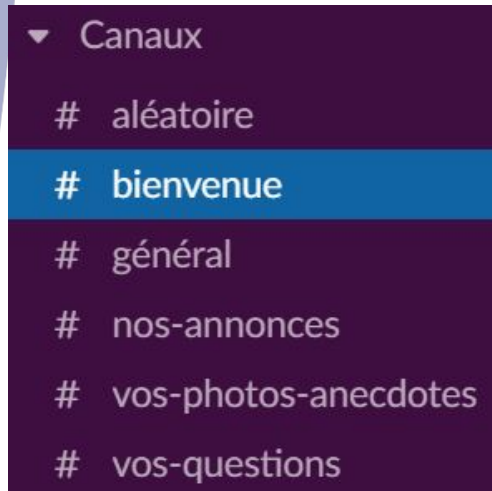 Canaux
# aléatoire
# bienvenue
# général
# nos-annonces
# vos-photos-anecdotes
# vos-questions